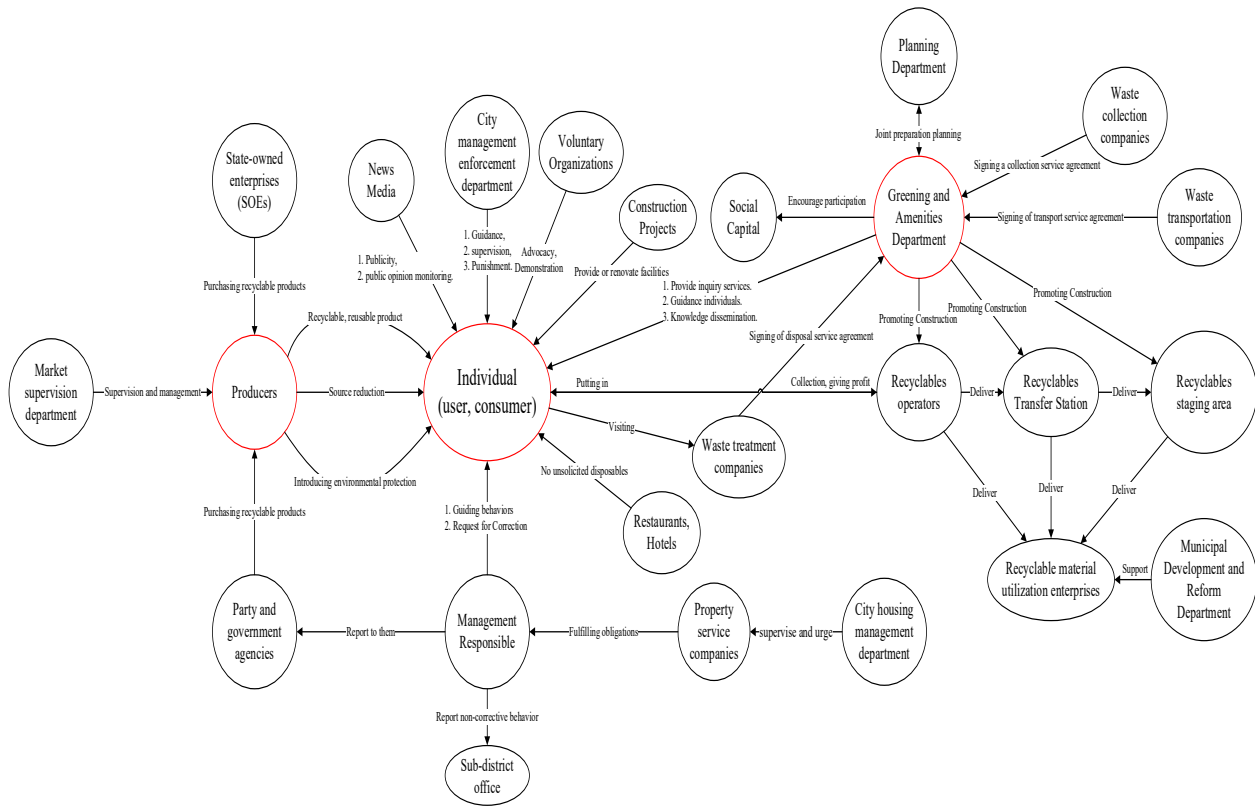 Planning
Department
Waste
collection
companies
City
management
enforcement
department
Voluntary
Organizations
State-owned
enterprises
(SOEs)
News
Media
Joint preparation planning
Signing a collection service agreement
Construction
Projects
Social
Capital
Encourage participation
Greening and
Amenities
Department
Signing of transport service agreement
Waste
transportation
companies
1. Guidance,
2. supervision,
3. Punishment.
Advocacy,
Demonstration
1. Publicity,
2. public opinion monitoring.
Provide or renovate facilities
1. Provide inquiry services.
2. Guidance individuals.
3. Knowledge dissemination.
Purchasing recyclable products
Recyclable, reusable product
Signing of disposal service agreement
Promoting Construction
Promoting Construction
Promoting Construction
Market
supervision
department
Supervision and management
Producers
Source reduction
Individual
(user, consumer)
Putting in
Collection, giving profit
Recyclables
operators
Deliver
Recyclables
Transfer Station
Deliver
Recyclables
staging area
Visiting
Waste treatment
companies
Introducing environmental protection
No unsolicited disposables
Deliver
Deliver
Deliver
Purchasing recyclable products
1. Guiding behaviors
2. Request for Correction
Restaurants,
Hotels
Recyclable material
utilization enterprises
Support
Municipal
Development and
Reform
Department
Party and
government
agencies
Report to them
Management
Responsible
Fulfilling obligations
Property
service
companies
supervise and urge
City housing
management
department
Report non-corrective behavior
Sub-district
office